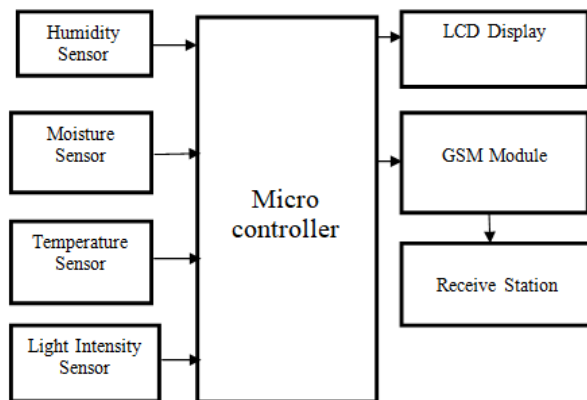 Humidity
Sensor
Moisture
Sensor
Temperature
Sensor
Light Intensity
Sensor
Micro
controller
LCD Display
GSM Module
Receive Station